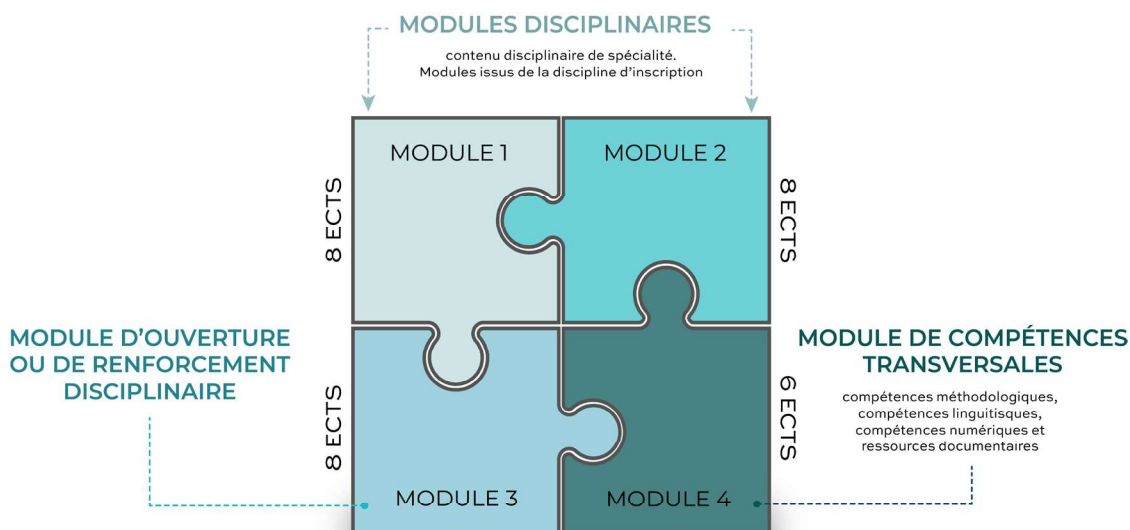 MODULES DISCIPLINAIRES
contenu disciplinaire de spécialité.
Modules issus de la discipline d'inscription
MODULE 1
MODULE 2
8 ECTS
8 ECTS
MODULE D'OUVERTURE
OU DE RENFORCEMENT
DISCIPLINAIRE
8 ECTS
6 ECTS
MODULE DE COMPÉTENCES
TRANSVERSALES
compétences méthodologiques,
compétences linguitisques,
compétences numériques et
ressources documentaires
MODULE 3
MODULE 4